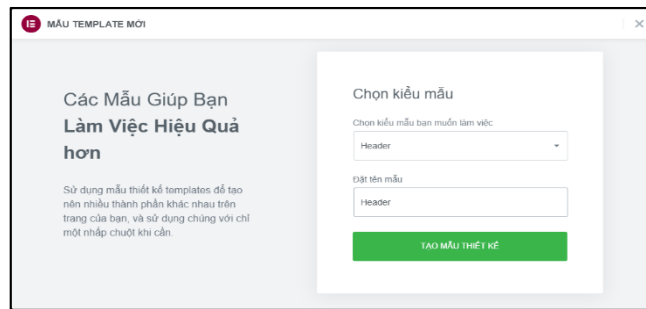 MẪU TEMPLATE MỚI
Các Mẫu Giúp Bạn
Làm Việc Hiệu Quả
hơn
Sử dụng mẫu thiết kế templates để tạo
nên nhiều thành phần khác nhau trên
trang của bạn, và sử dụng chúng với chỉ
một nhấp chuột khi cần.
Chọn kiểu mẫu
Chọn kiểu mẫu bạn muốn làm việc
Header
Đặt tên mẫu
Header
TẠO MẪU THIẾT KẾ